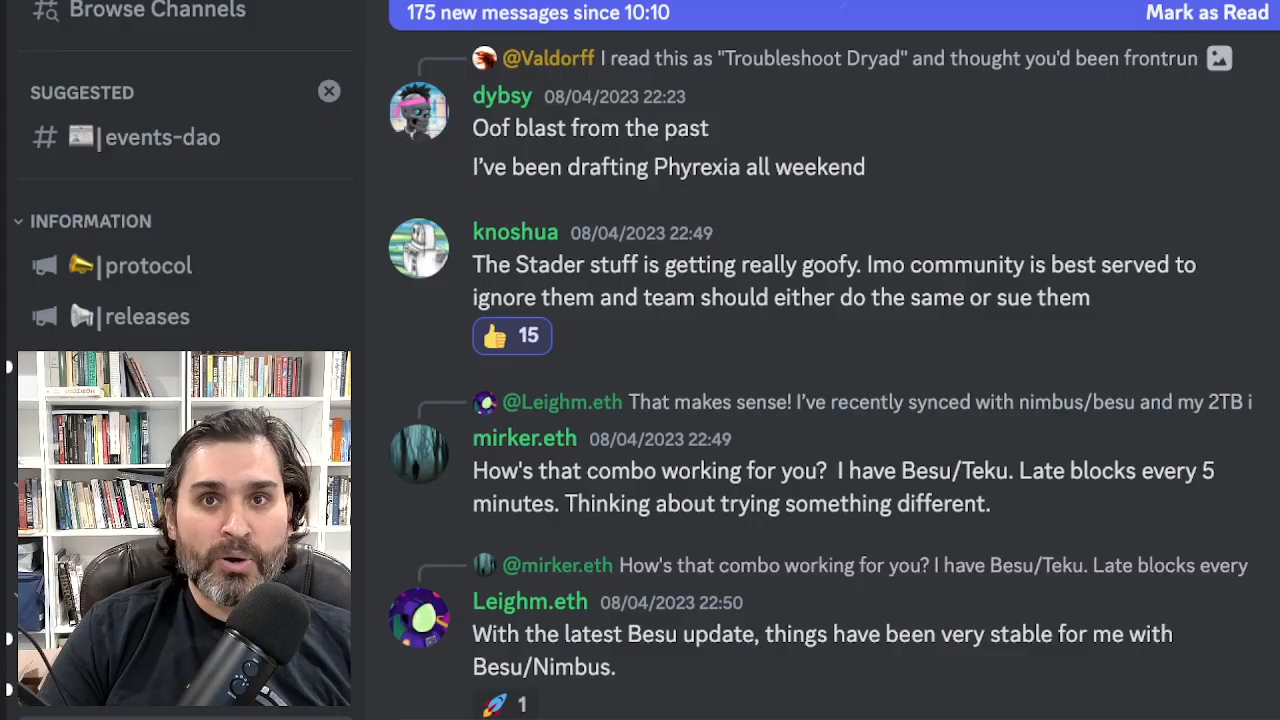 Browse Channels
175 new messages since 10:10
Mark as Read
SUGGESTED
events-dao
INFORMATION
protocol
releases
@Valdorff I read this as "Troubleshoot Dryad" and thought you'd been frontrun
dybsy 08/04/2023 22:23
Oof blast from the past
I've been drafting Phyrexia all weekend
knoshua 08/04/2023 22:49
The Stader stuff is getting really goofy. Imo community is best served to
ignore them and team should either do the same or sue them
15
@Leighm.eth That makes sense! I've recently synced with nimbus/besu and my 2TB i
mirker.eth 08/04/2023 22:49
How's that combo working for you? I have Besu/Teku. Late blocks every 5
minutes. Thinking about trying something different.
@mirker.eth How's that combo working for you? I have Besu/Teku. Late blocks every
Leighm.eth 08/04/2023 22:50
With the latest Besu update, things have been very stable for me with
Besu/Nimbus.
1